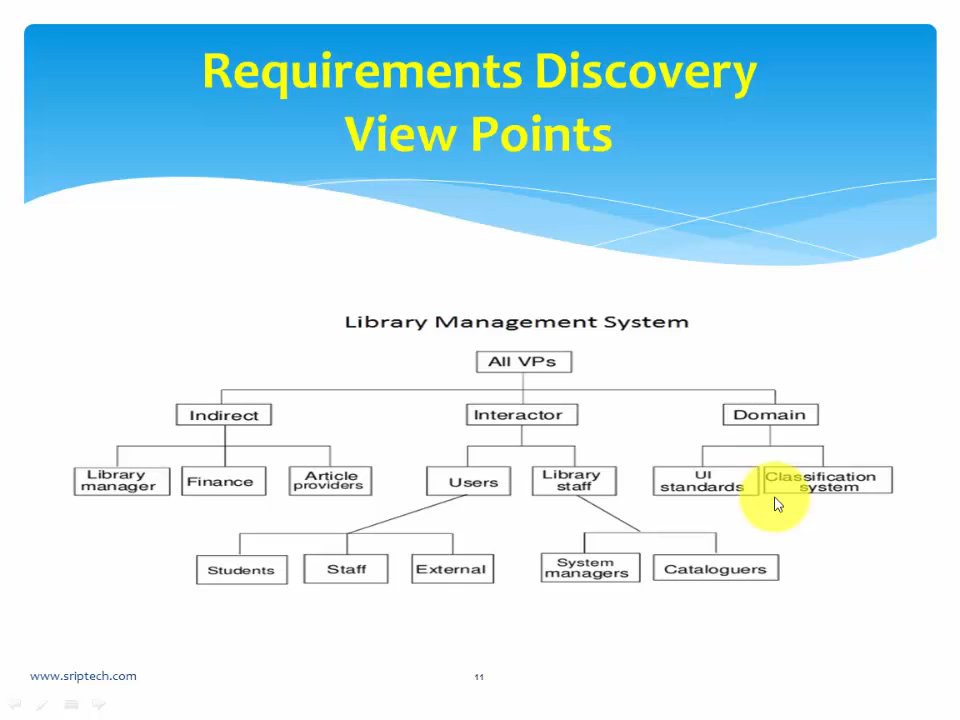 Requirements Discovery
View Points
Library Management System
All VPs
Indirect
Interactor
Domain
Library
manager
Finance
Article
providers
Users
Library
staff
UI
standards
Classification
system
Students
Staff
External
System
managers
Cataloguers
www.sriptech.com
11